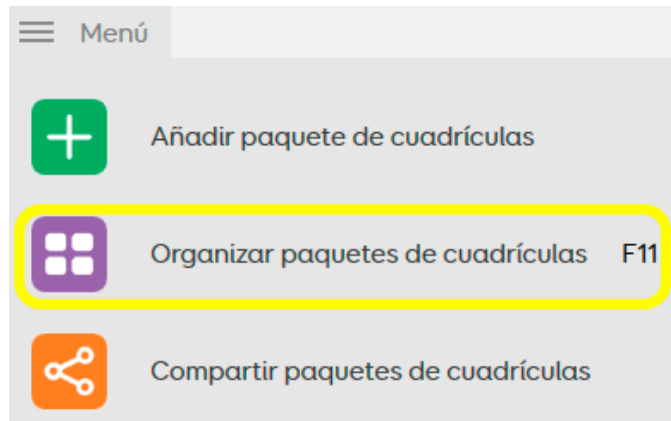 Menú
Añadir paquete de cuadrículas
Organizar paquetes de cuadrículas F11
Compartir paquetes de cuadrículas